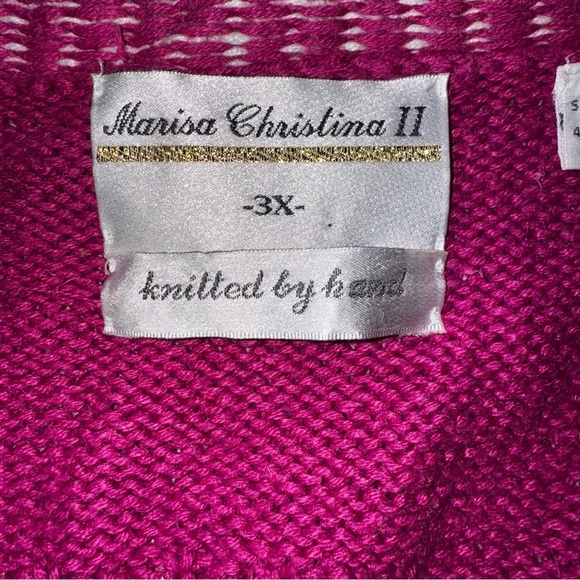 Marisa Christina II
-3X-
knitted by hand